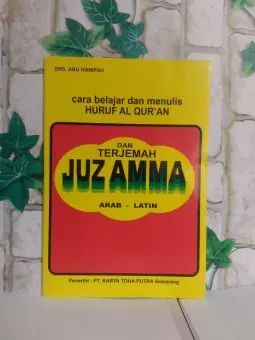 DRS. ABU HANIFAH
cara belajar dan menulis
HURUF AL QUR'AN
DAN
TERJEMAH
JUZ AMMA
ARAB - LATIN
Penerbit : PT. KARYA TOHA PUTRA Semarang